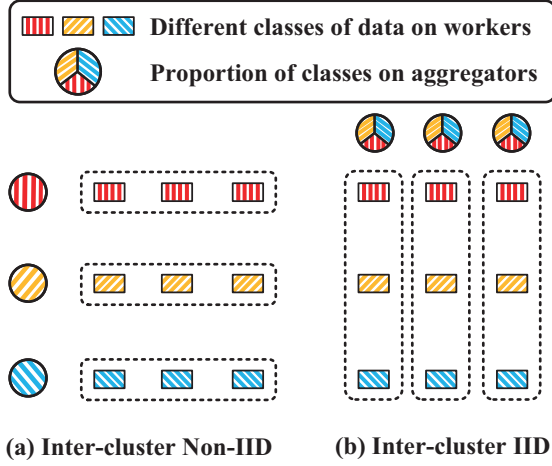 Different classes of data on workers
Proportion of classes on aggregators
(a) Inter-cluster Non-IID
(b) Inter-cluster IID